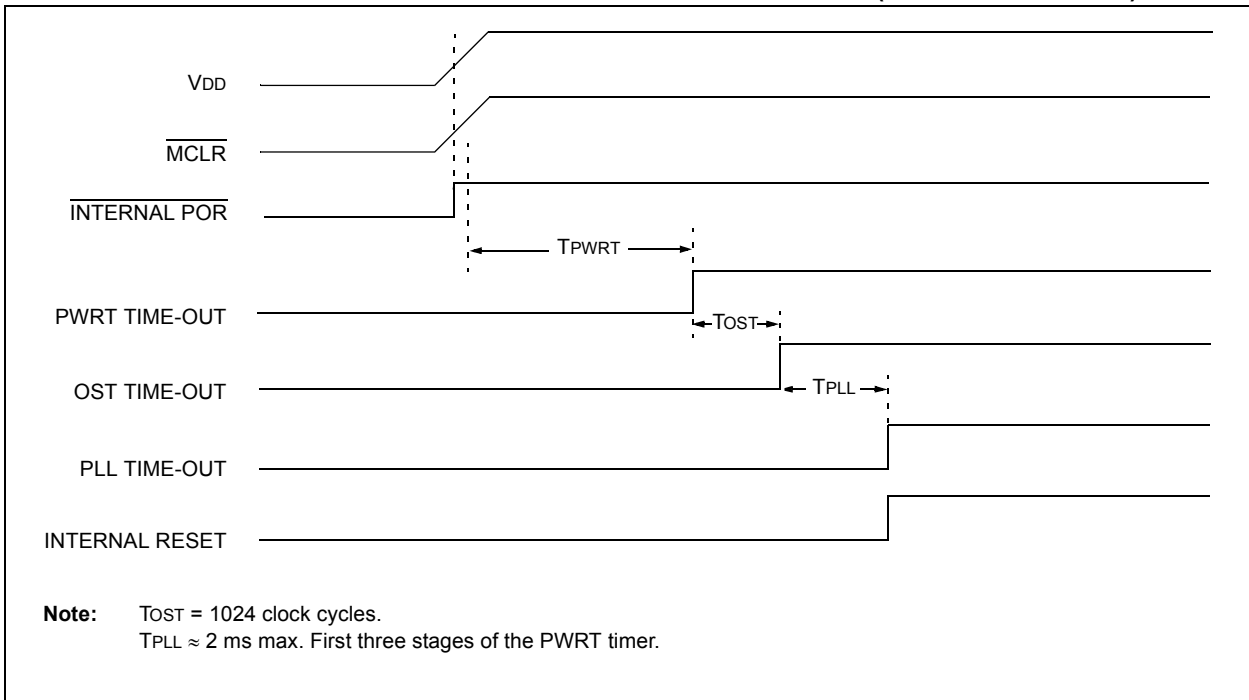 VDD
MCLR
INTERNAL POR
TPWRT
PWRT TIME-OUT
TOST
OST TIME-OUT
TPLL
PLL TIME-OUT
INTERNAL RESET
Note: TOST = 1024 clock cycles.
TPLL ≈ 2 ms max. First three stages of the PWRT timer.